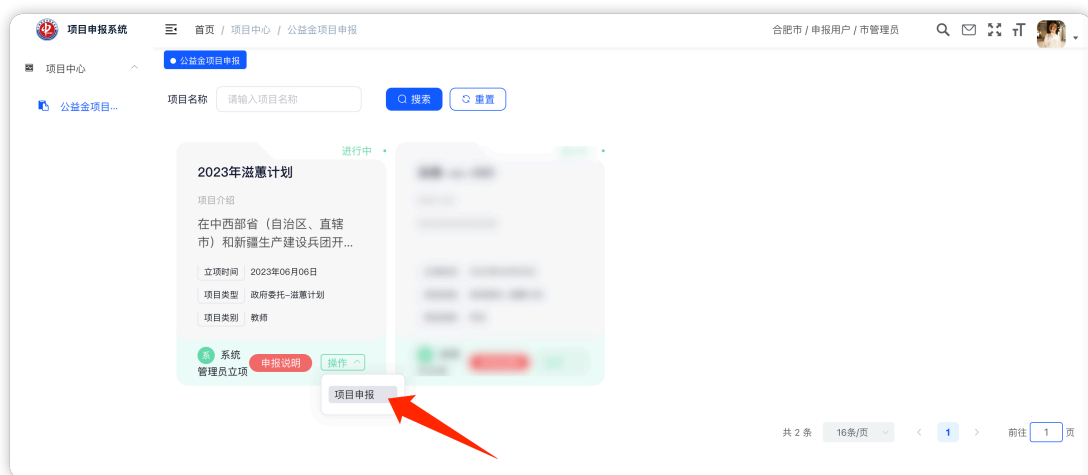 项目申报系统
首页 / 项目中心 / 公益金项目申报
合肥市 / 申报用户 / 市管理员
项目中心
公益金项目申报
公益金项目...
项目名称 请输入项目名称 搜索 重置
进行中
2023年滋蕙计划
项目介绍
在中西部省（自治区、直辖
市）和新疆生产建设兵团开...
立项时间 2023年06月06日
项目类型 政府委托-滋蕙计划
项目类别 教师
系 系统
管理员立项
申报说明 操作
项目申报
共 2 条 16条/页 < 1 > 前往 1 页